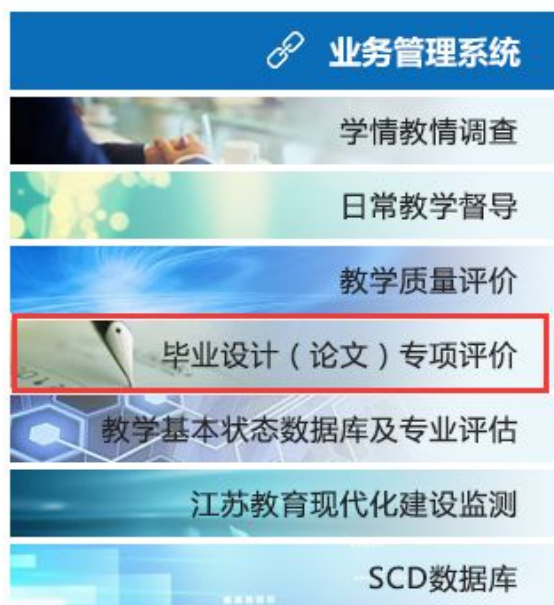 业务管理系统
学情教情调查
日常教学督导
教学质量评价
毕业设计（论文）专项评价
教学基本状态数据库及专业评估
江苏教育现代化建设监测
SCD数据库